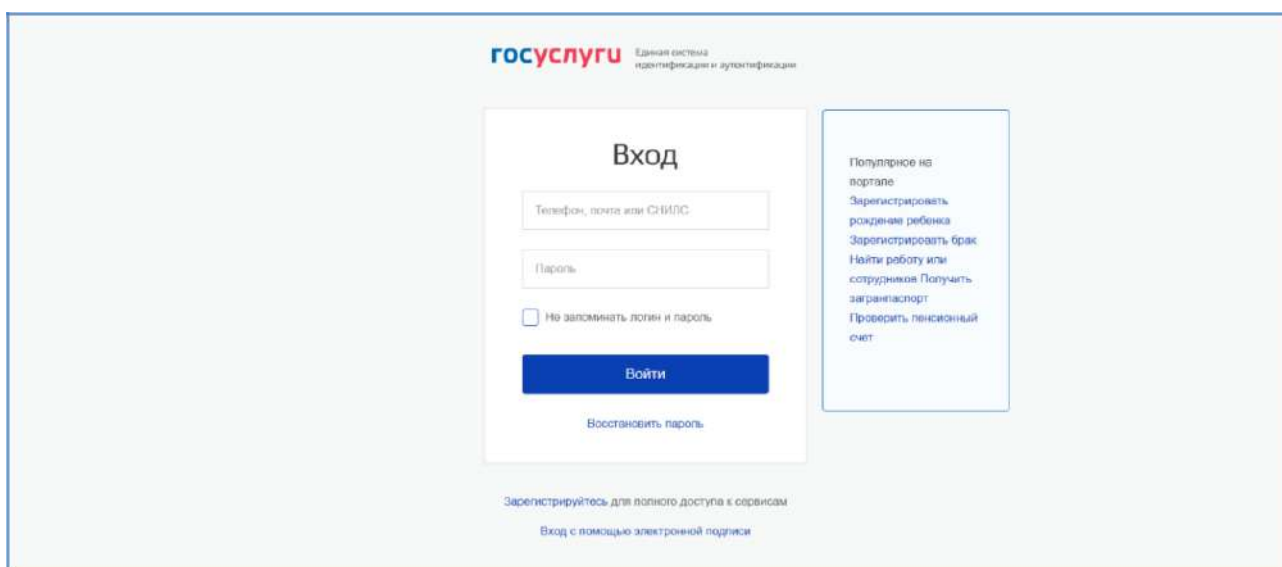 госуслуги
Единая система
идентификации и аутентификации
Вход
Телефон, почта или СНИЛС
Пароль
Не запоминать логин и пароль
Войти
Восстановить пароль
Популярное на
портале
Зарегистрировать
рождение ребенка
Зарегистрировать брак
Найти работу или
сотрудников Получить
загранпаспорт
Проверить пенсионный
счет
Зарегистрируйтесь для полного доступа к сервисам
Вход с помощью электронной подписи